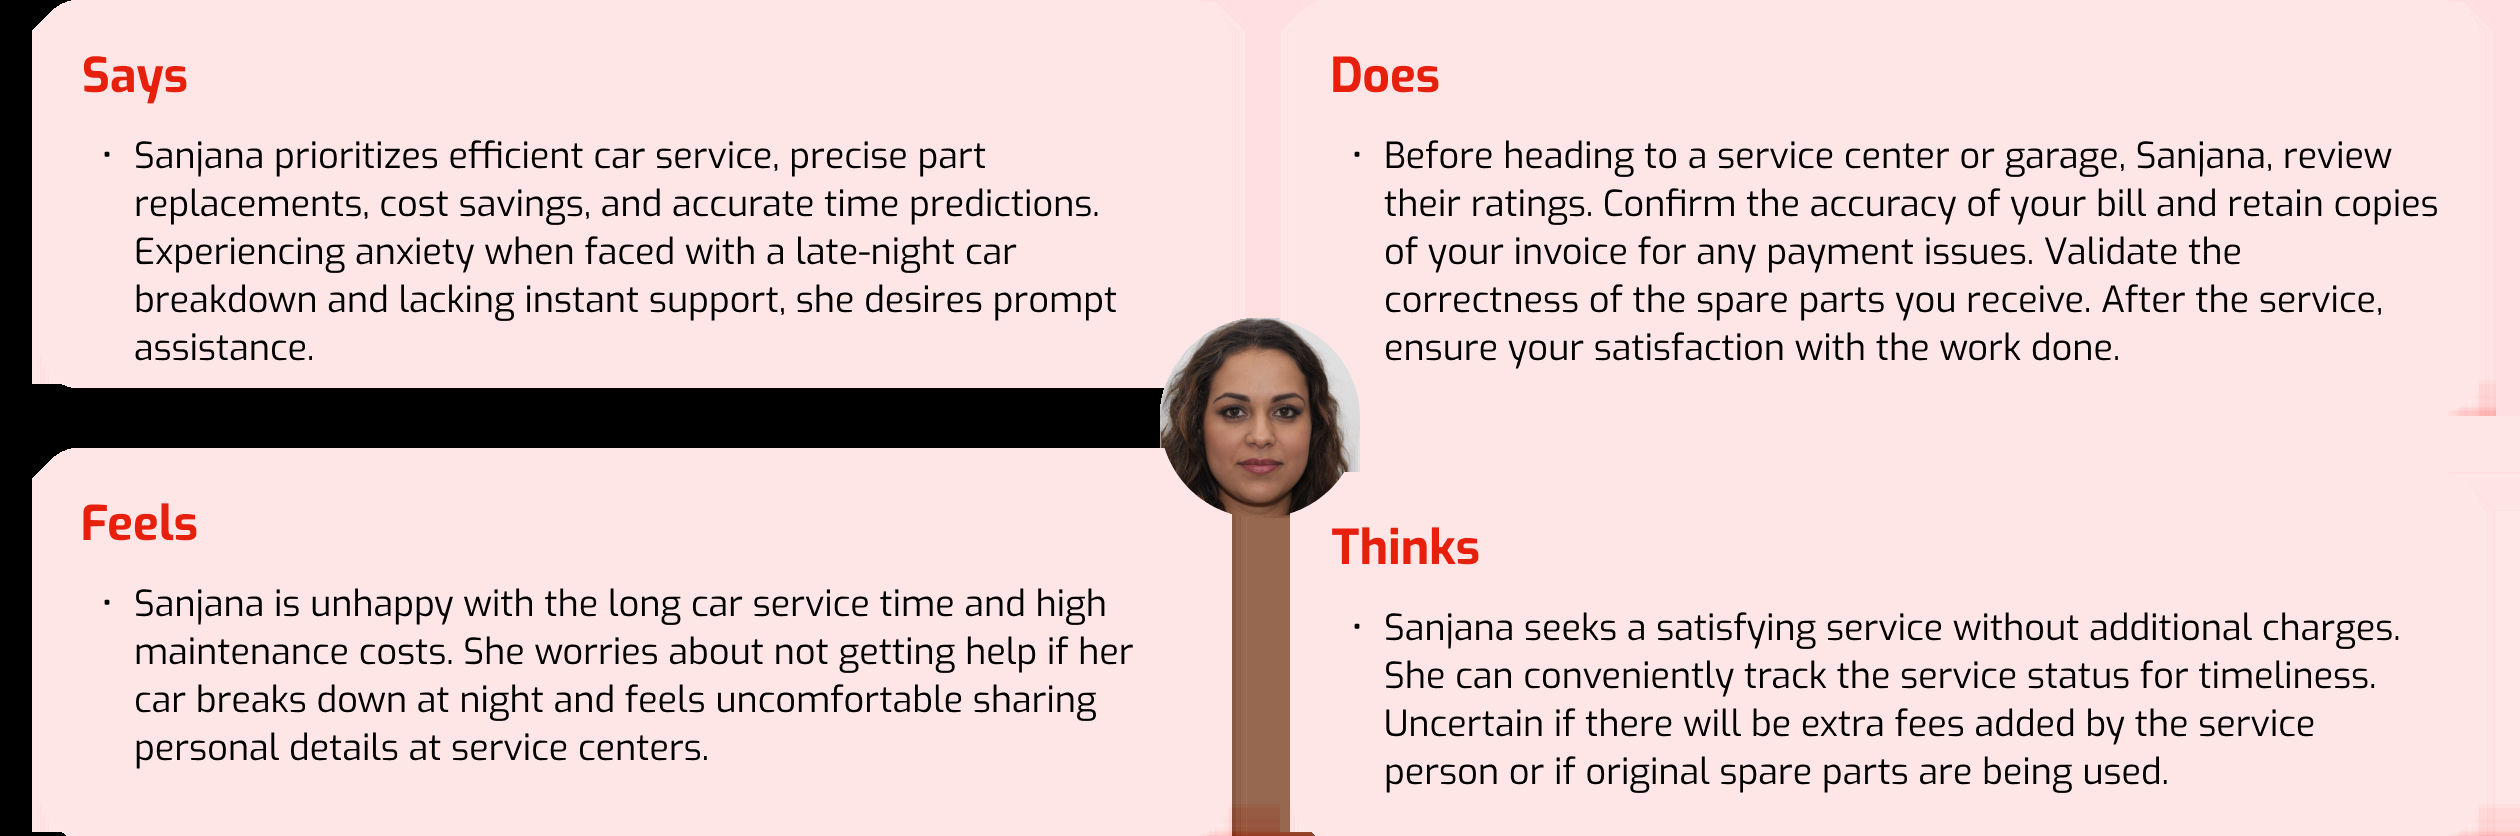 Says
• Sanjana prioritizes efficient car service, precise part
replacements, cost savings, and accurate time predictions.
Experiencing anxiety when faced with a late-night car
breakdown and lacking instant support, she desires prompt
assistance.
Does
• Before heading to a service center or garage, Sanjana, review
their ratings. Confirm the accuracy of your bill and retain copies
of your invoice for any payment issues. Validate the
correctness of the spare parts you receive. After the service,
ensure your satisfaction with the work done.
Feels
• Sanjana is unhappy with the long car service time and high
maintenance costs. She worries about not getting help if her
car breaks down at night and feels uncomfortable sharing
personal details at service centers.
Thinks
• Sanjana seeks a satisfying service without additional charges.
She can conveniently track the service status for timeliness.
Uncertain if there will be extra fees added by the service
person or if original spare parts are being used.